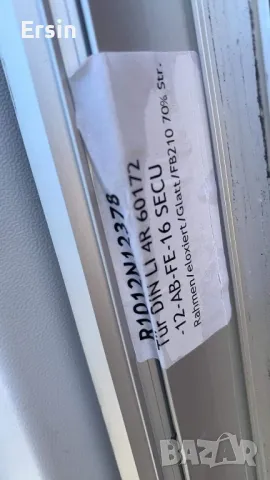 Ersin
R1012N12378
Tür DIN LI 4R 60172
-12-AB-FE-16 SECU
Rahmen/eloxiert/Glatt/FB210 70% Str.
BAZAR